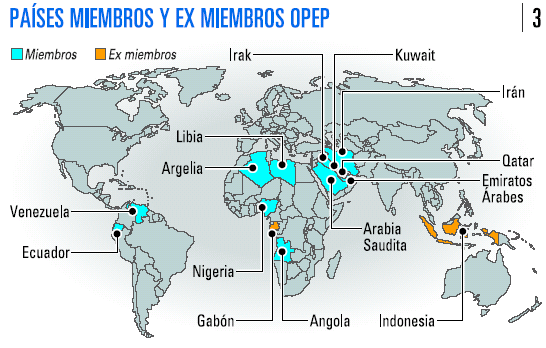 PAÍSES MIEMBROS Y EX MIEMBROS OPEP
3
Miembros
Ex miembros
Irak
Kuwait
Irán
Libia
Argelia
Qatar
Emiratos
Árabes
Venezuela
Arabia
Saudita
Ecuador
Nigeria
Gabón
Angola
Indonesia